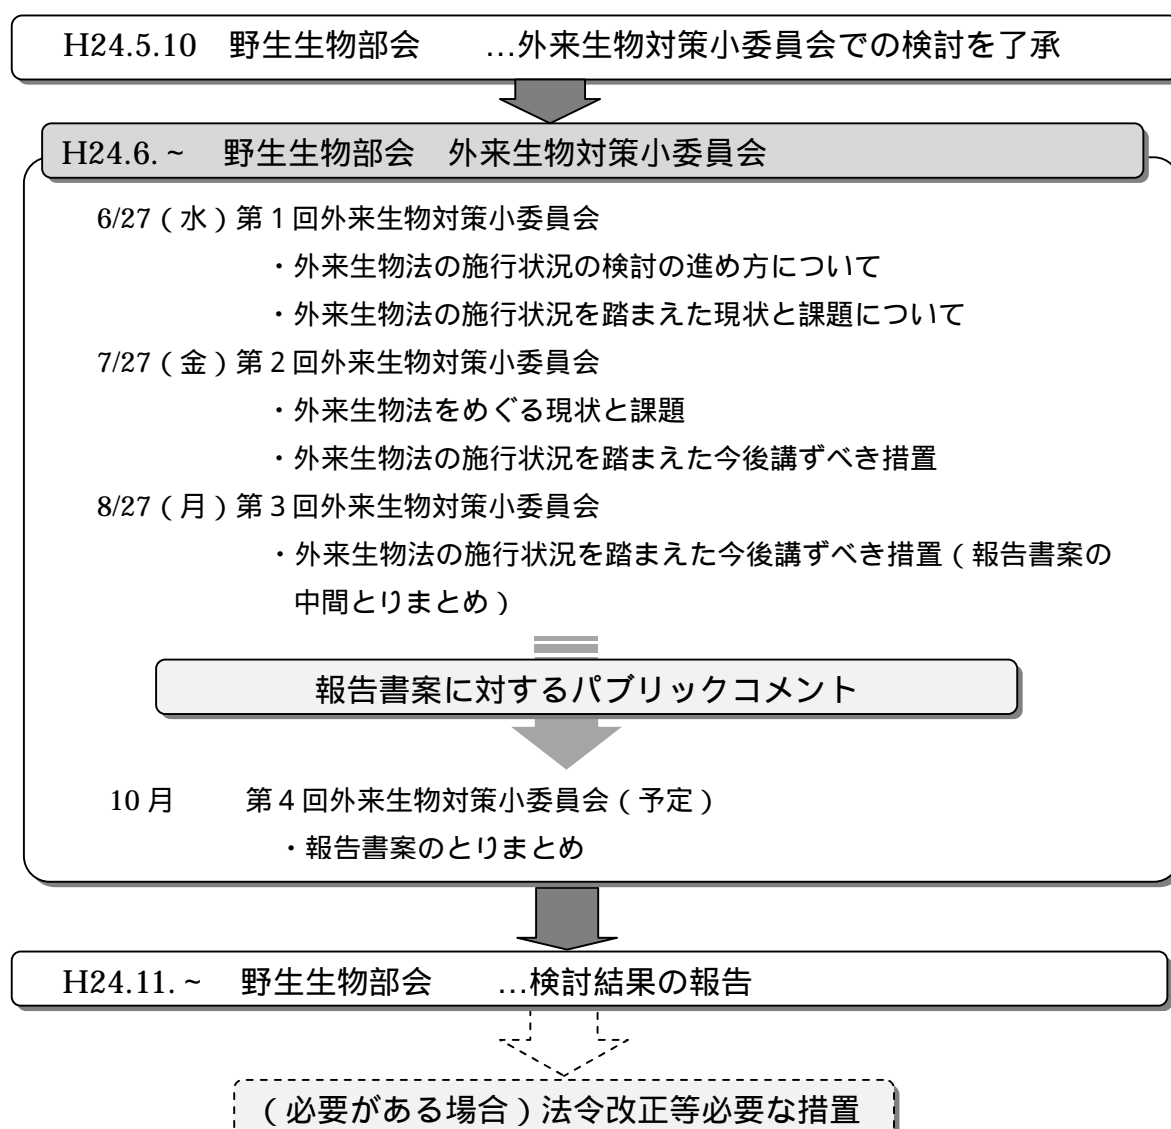 H24.5.10　野生生物部会　　…外来生物対策小委員会での検討を了承
H24.6.~　野生生物部会　外来生物対策小委員会
6/27（水）第１回外来生物対策小委員会
・外来生物法の施行状況の検討の進め方について
・外来生物法の施行状況を踏まえた現状と課題について
7/27（金）第２回外来生物対策小委員会
・外来生物法をめぐる現状と課題
・外来生物法の施行状況を踏まえた今後講ずべき措置
8/27（月）第３回外来生物対策小委員会
・外来生物法の施行状況を踏まえた今後講ずべき措置（報告書案の
中間とりまとめ）
報告書案に対するパブリックコメント
10月　　第４回外来生物対策小委員会（予定）
・報告書案のとりまとめ
H24.11.~　野生生物部会　　…検討結果の報告
（必要がある場合）法令改正等必要な措置